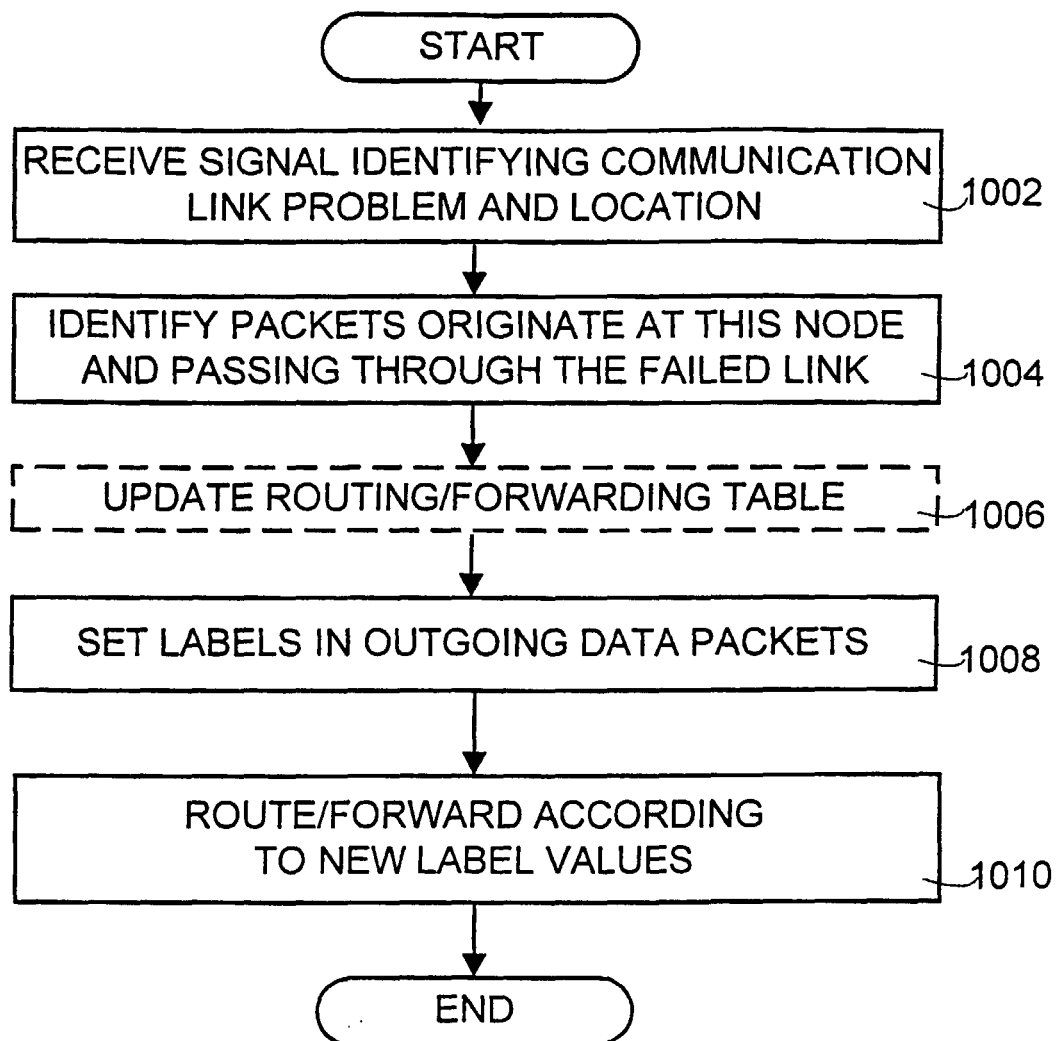 START
RECEIVE SIGNAL IDENTIFYING COMMUNICATION
LINK PROBLEM AND LOCATION
1002
IDENTIFY PACKETS ORIGINATE AT THIS NODE
AND PASSING THROUGH THE FAILED LINK
1004
UPDATE ROUTING/FORWARDING TABLE
1006
SET LABELS IN OUTGOING DATA PACKETS
1008
ROUTE/FORWARD ACCORDING
TO NEW LABEL VALUES
1010
END